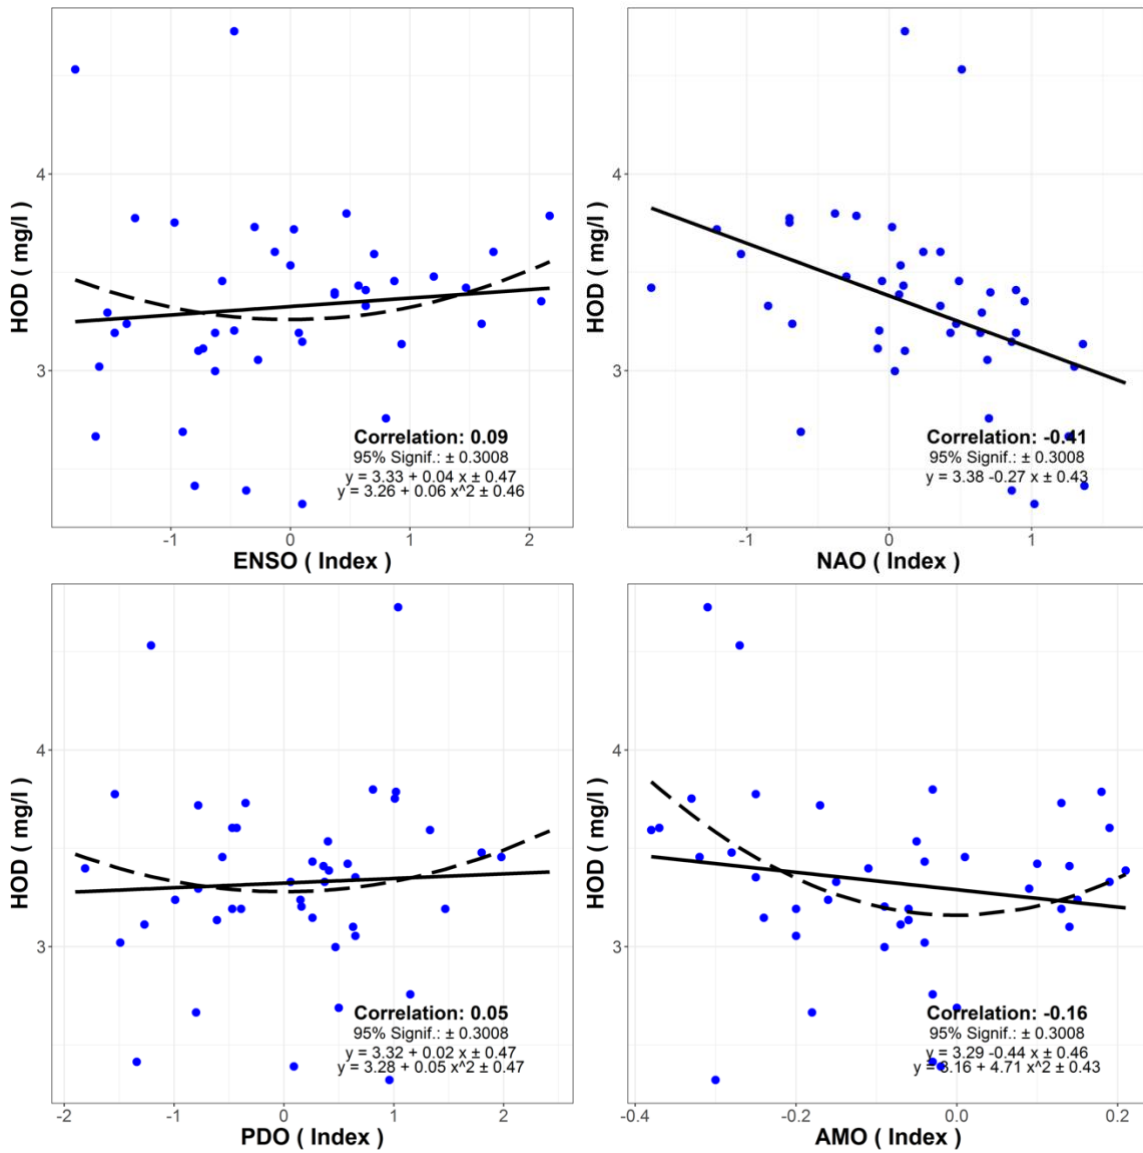 HOD ( mg/l )
4
3
Correlation: 0.09
95% Signif.: ± 0.3008
y = 3.33 + 0.04 x ± 0.47
y = 3.26 + 0.06 x^2 ± 0.46
-1 0 1 2
ENSO ( Index )
HOD ( mg/l )
4
3
Correlation: -0.41
95% Signif.: ± 0.3008
y = 3.38 -0.27 x ± 0.43
-1 0 1
NAO ( Index )
HOD ( mg/l )
4
3
Correlation: 0.05
95% Signif.: ± 0.3008
y = 3.32 + 0.02 x ± 0.47
y = 3.28 + 0.05 x^2 ± 0.47
-2 -1 0 1 2
PDO ( Index )
HOD ( mg/l )
4
3
Correlation: -0.16
95% Signif.: ± 0.3008
y = 3.29 -0.44 x ± 0.46
y = 3.16 + 4.71 x^2 ± 0.43
-0.4 -0.2 0.0 0.2
AMO ( Index )